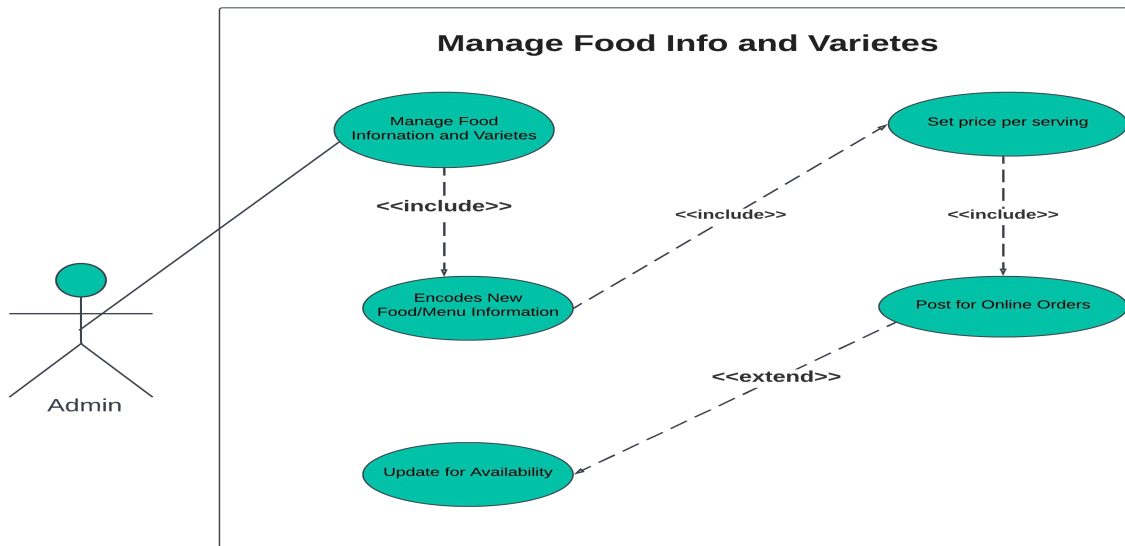 Manage Food Info and Varietes
Manage Food
Infornation and Varietes
Set price per serving
<<include>>
<<include>>
<<include>>
Encodes New
Food/Menu Information
Post for Online Orders
<<extend>>
Admin
Update for Availability